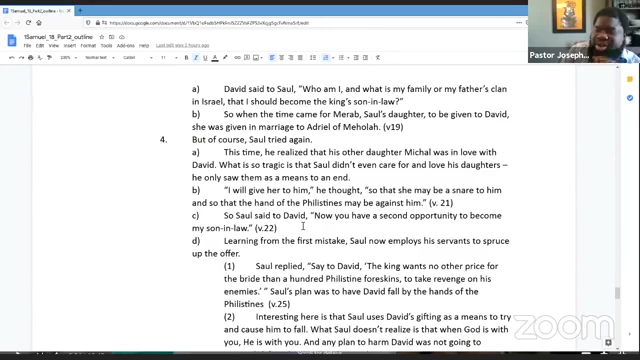 1Samuel_18_Part2_outline
File Edit View Insert Format Tools Add-ons Help
a) David said to Saul, “Who am I, and what is my family or my father’s clan
in Israel, that I should become the king’s son-in-law?”
b) So when the time came for Merab, Saul’s daughter, to be given to David,
she was given in marriage to Adriel of Meholah. (v19)
4. But of course, Saul tried again.
a) This time, he realized that his other daughter Michal was in love with
David. What is so tragic is that Saul didn’t even care for and love his daughters –
he only saw them as a means to an end.
b) “I will give her to him,” he thought, “so that she may be a snare to him
and so that the hand of the Philistines may be against him.” (v. 21)
c) So Saul said to David, “Now you have a second opportunity to become
my son-in-law.” (v.22)
d) Learning from the first mistake, Saul now employs his servants to spruce
up the offer.
(1) Saul replied, “Say to David, ‘The king wants no other price for
the bride than a hundred Philistine foreskins, to take revenge on his
enemies.’ ” Saul’s plan was to have David fall by the hands of the
Philistines (v.25)
(2) Interesting here is that Saul uses David’s gifting as a means to try
and cause him to fall. What Saul doesn’t realize is that when God is with
you, He is with you. And any plan to harm David was not going to
Pastor Joseph...
zoom